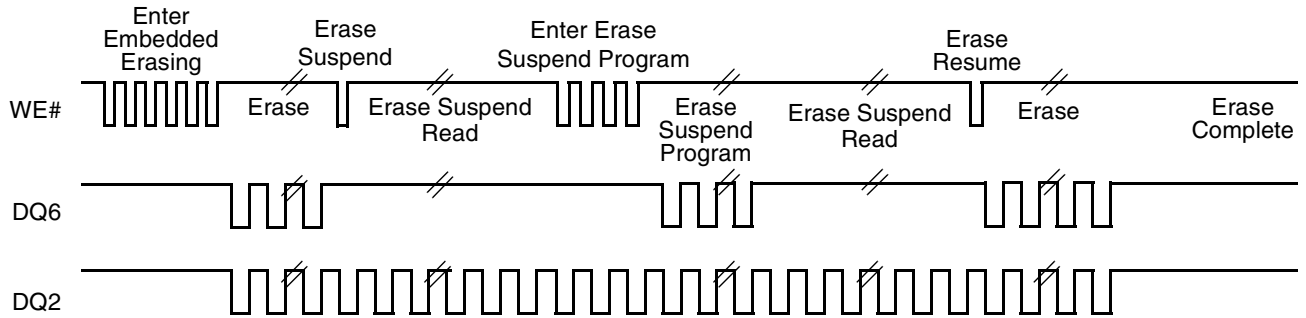 Enter
Embedded
Erasing
Erase
Suspend
Enter Erase
Suspend Program
Erase
Resume
WE#
Erase
Erase Suspend
Read
Erase
Suspend
Program
Erase Suspend
Read
Erase
Erase
Complete
DQ6
DQ2